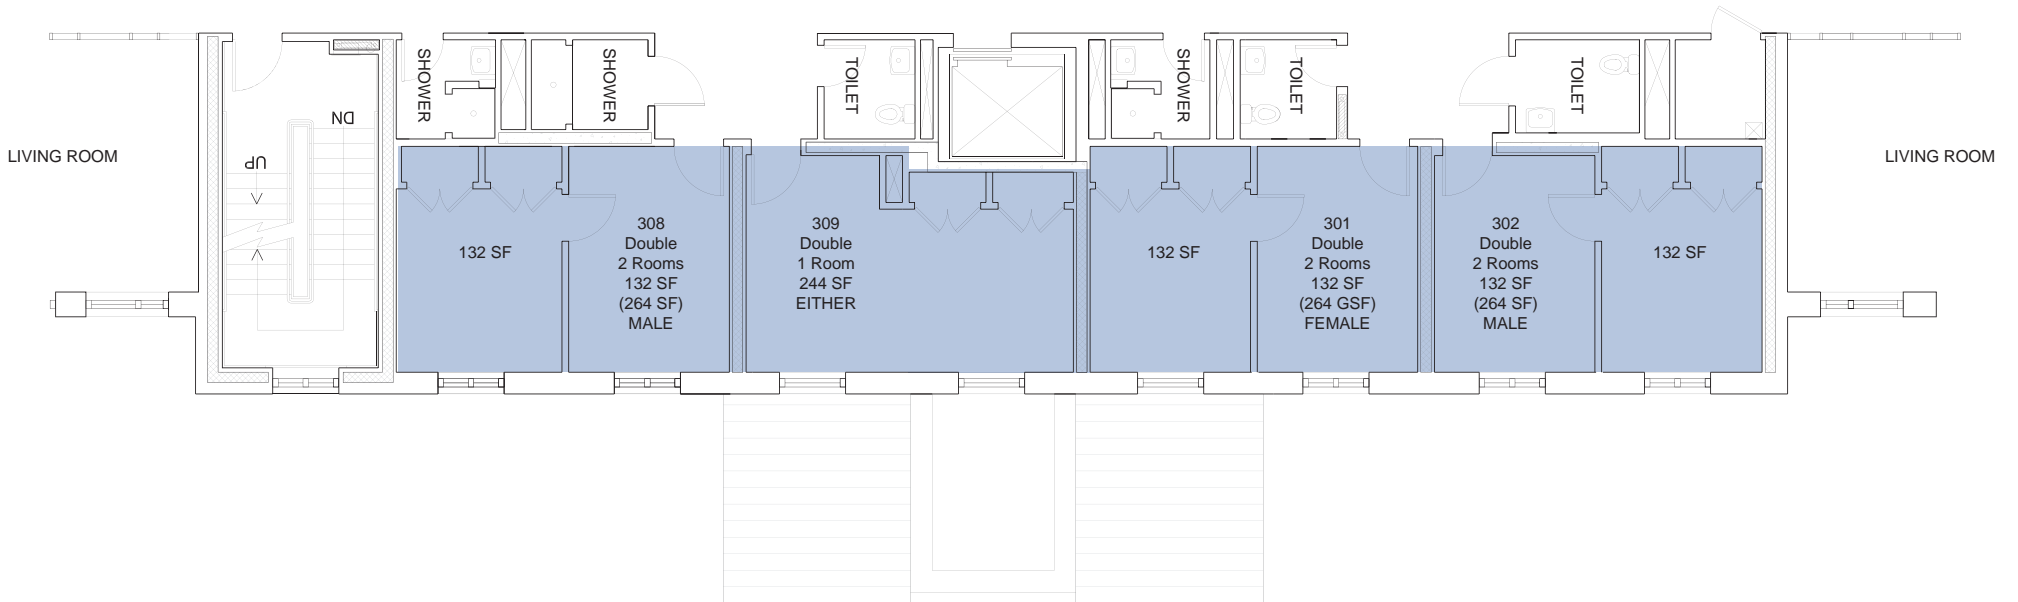 SHOWER
SHOWER
TOILET
SHOWER
TOILET
TOILET
DN
UP
LIVING ROOM
LIVING ROOM
132 SF
308
Double
2 Rooms
132 SF
(264 SF)
MALE
309
Double
1 Room
244 SF
EITHER
132 SF
301
Double
2 Rooms
132 SF
(264 GSF)
FEMALE
302
Double
2 Rooms
132 SF
(264 SF)
MALE
132 SF